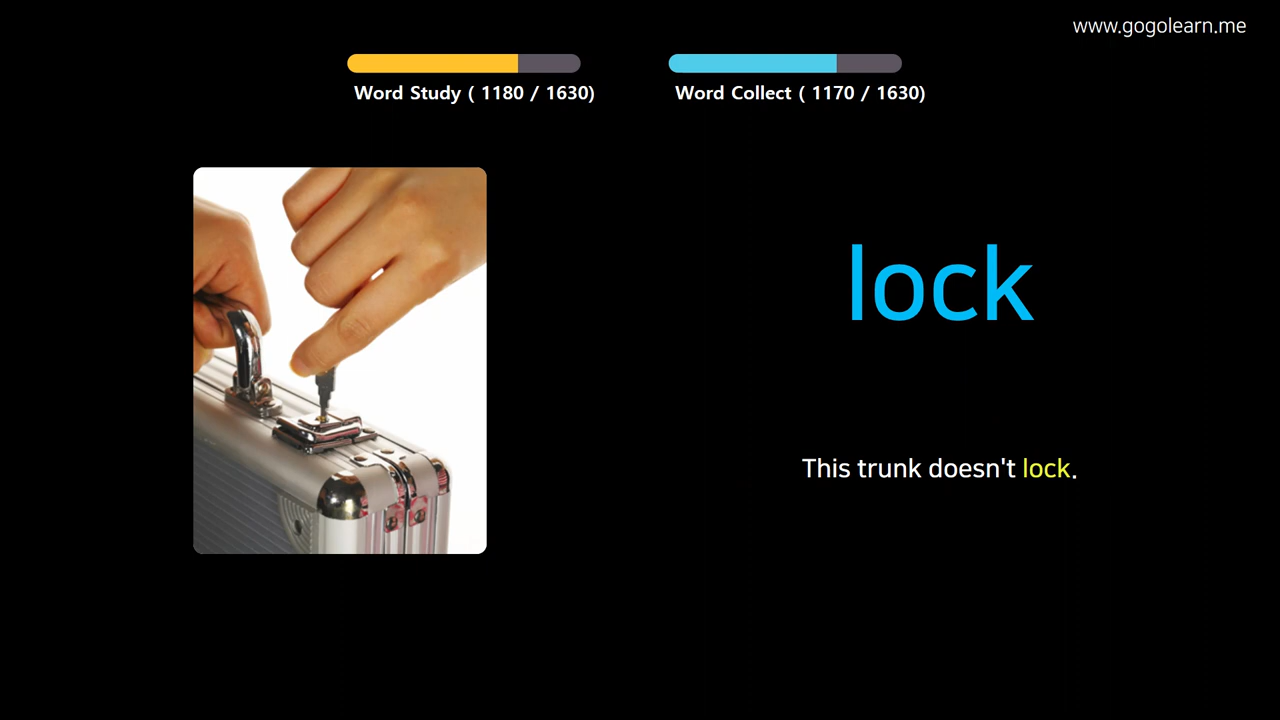 www.gogolearn.me
Word Study ( 1180 / 1630)
Word Collect ( 1170 / 1630)
lock
This trunk doesn't lock.